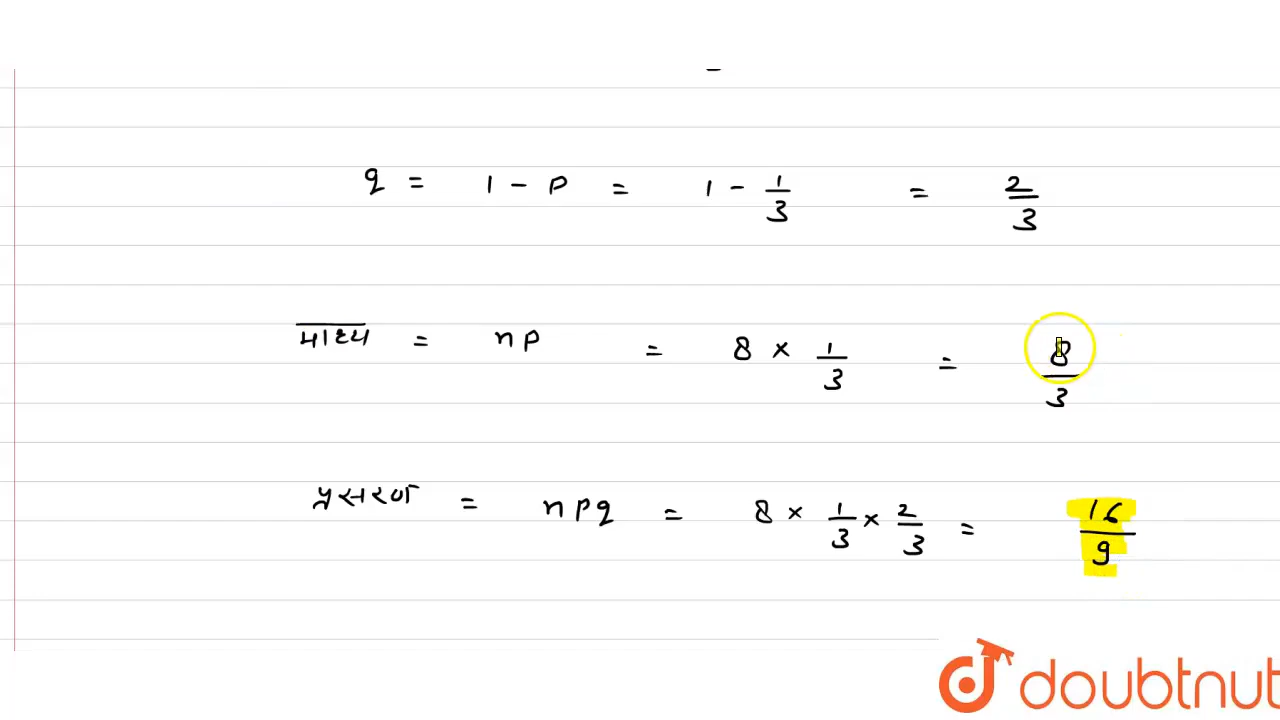 q = 1 - p = 1 - 1/3 = 2/3
माध्य = np = 8 × 1/3 = 8/3
प्रसरण = npq = 8 × 1/3 × 2/3 = 16/9
doubtnut